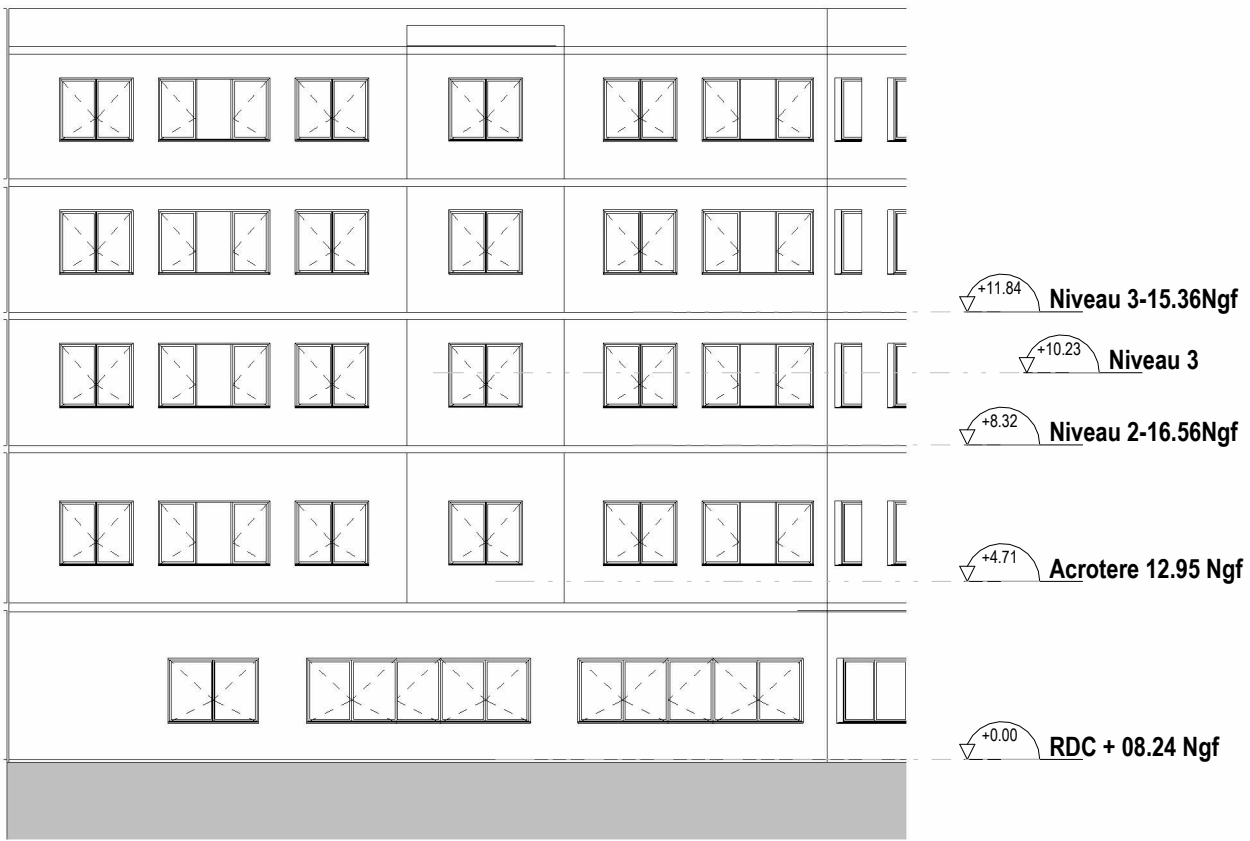 +11.84 Niveau 3-15.36Ngf
+10.23 Niveau 3
+8.32 Niveau 2-16.56Ngf
+4.71 Acrotere 12.95 Ngf
+0.00 RDC + 08.24 Ngf